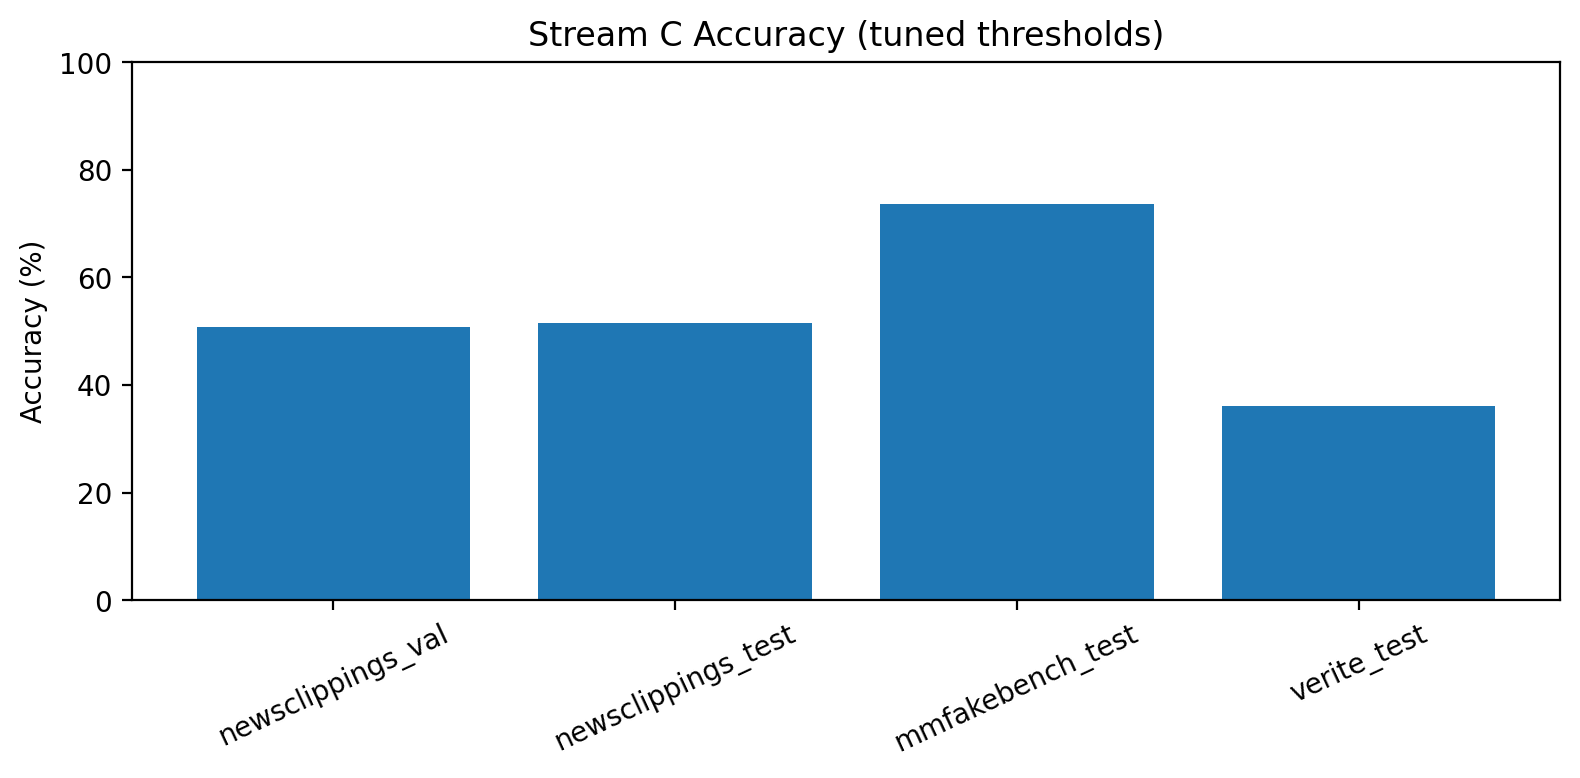 Stream C Accuracy (tuned thresholds)
Accuracy (%)
100
80
60
40
20
0
newsclippings_val
newsclippings_test
mmfakebench_test
verite_test